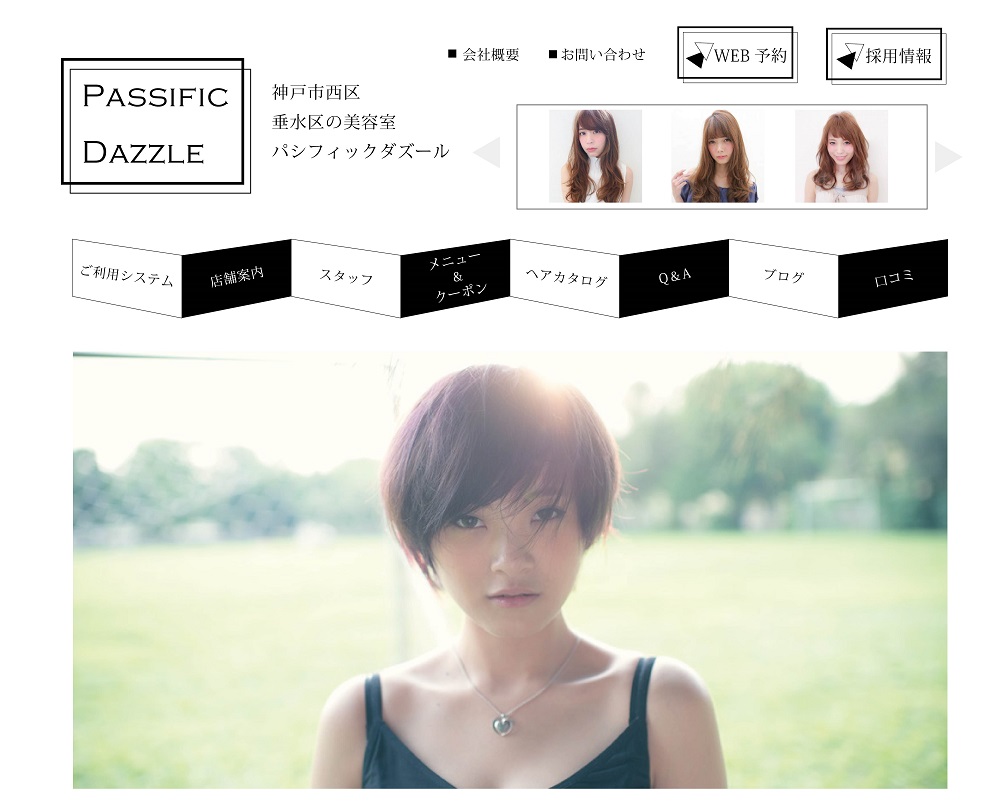 ■ 会社概要
■お問い合わせ
WEB 予約
採用情報
PASSIFIC
DAZZLE
神戸市西区
垂水区の美容室
パシフィックダズール
ご利用システム
店舗案内
スタッフ
メニュー
&
クーポン
ヘアカタログ
Q&A
ブログ
口コミ